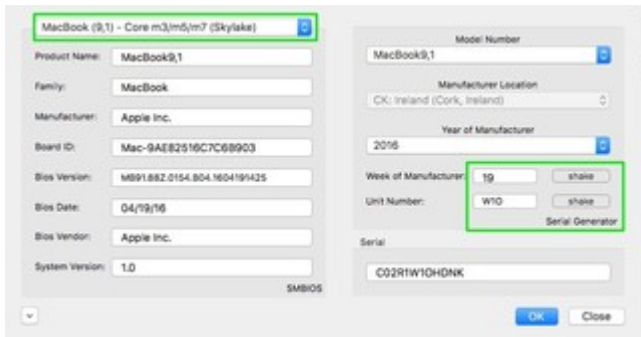 MacBook (9,1) - Core m3/m5/m7 (Skylake)
Product Name: MacBook9,1
Family: MacBook
Manufacturer: Apple Inc.
Board ID: Mac-9AE82516C7C6B903
Bios Version: MB91.88Z.0154.B04.1604191425
Bios Date: 04/19/16
Bios Vendor: Apple Inc.
System Version: 1.0
SMBIOS
Model Number
MacBook9,1
Manufacturer Location
CK: Ireland (Cork, Ireland)
Year of Manufacturer
2016
Week of Manufacturer: 19 shake
Unit Number: W10 shake
Serial Generator
Serial
C02R1W1OHDNK
OK Close